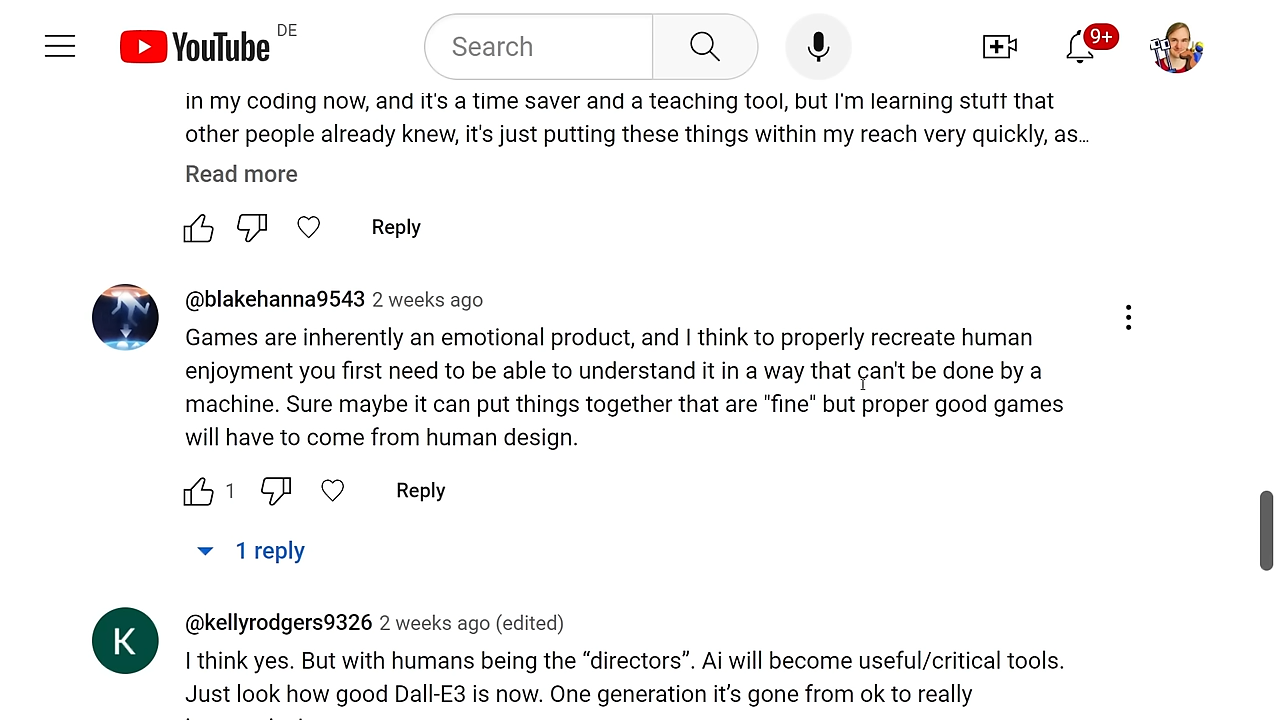 YouTube DE
Search
9+
in my coding now, and it's a time saver and a teaching tool, but I'm learning stuff that
other people already knew, it's just putting these things within my reach very quickly, as…
Read more
Reply
@blakehanna9543 2 weeks ago
Games are inherently an emotional product, and I think to properly recreate human
enjoyment you first need to be able to understand it in a way that can't be done by a
machine. Sure maybe it can put things together that are "fine" but proper good games
will have to come from human design.
1 Reply
1 reply
K
@kellyrodgers9326 2 weeks ago (edited)
I think yes. But with humans being the “directors”. Ai will become useful/critical tools.
Just look how good Dall-E3 is now. One generation it’s gone from ok to really